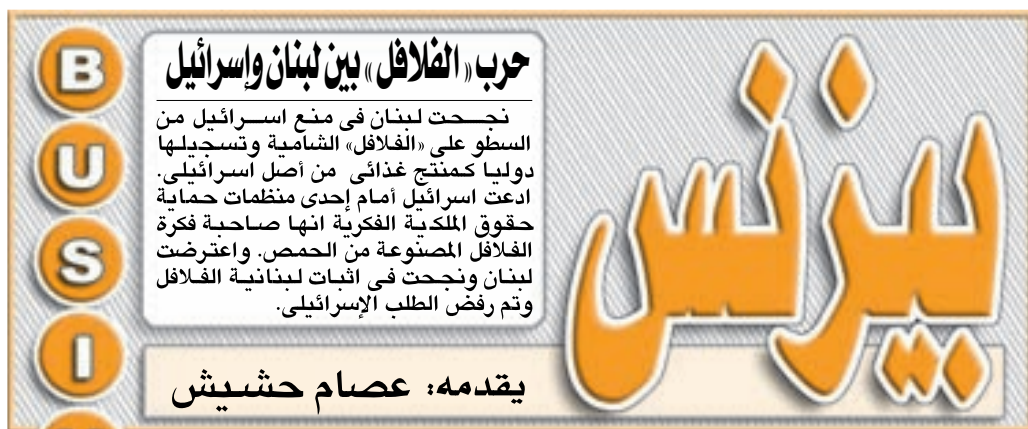 بيزنس
حرب «الفلافل» بين لبنان وإسرائيل
نجحت لبنان فى منع اسرائيل من
السطو على «الفلافل» الشامية وتسجيلها
دوليا كمنتج غذائى من أصل اسرائيلى.
ادعت اسرائيل أمام إحدى منظمات حماية
حقوق الملكية الفكرية انها صاحبة فكرة
الفلافل المصنوعة من الحمص. واعترضت
لبنان ونجحت فى اثبات لبنانية الفلافل
وتم رفض الطلب الإسرائيلى.
يقدمه: عصام حشيش
B
U
S
I